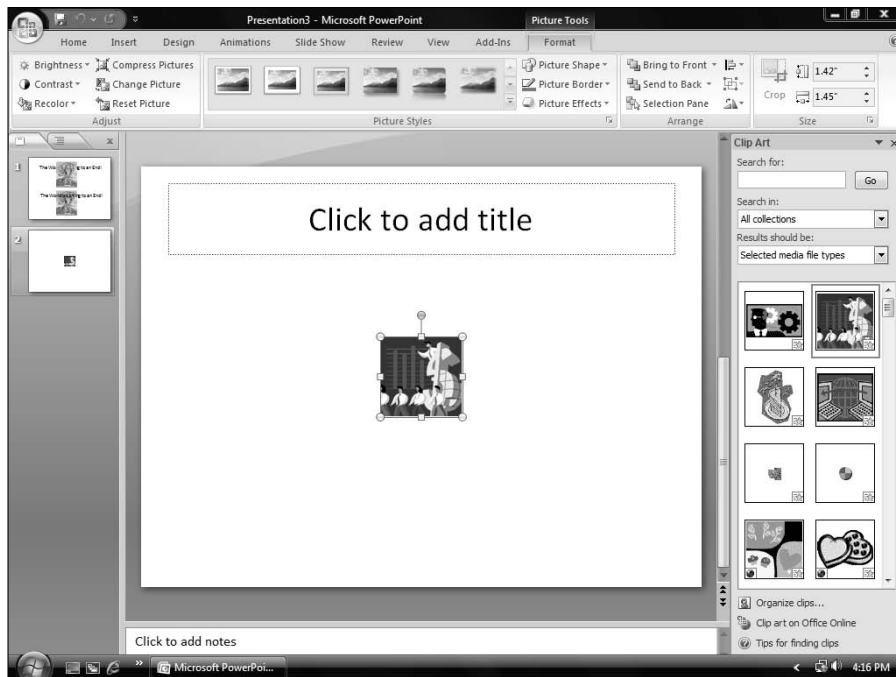 Presentation3 - Microsoft PowerPoint
Picture Tools
Home Insert Design Animations Slide Show Review View Add-Ins Format
Brightness Compress Pictures
Contrast Change Picture
Recolor Reset Picture
Adjust
Picture Styles
Picture Shape
Picture Border
Picture Effects
Bring to Front
Send to Back
Selection Pane
Arrange
Crop
1.42"
1.45"
Size
1
2
Click to add title
Click to add notes
Clip Art
Search for:
Go
Search in:
All collections
Results should be:
Selected media file types
Organize clips...
Clip art on Office Online
Tips for finding clips
Microsoft PowerPoi...
4:16 PM